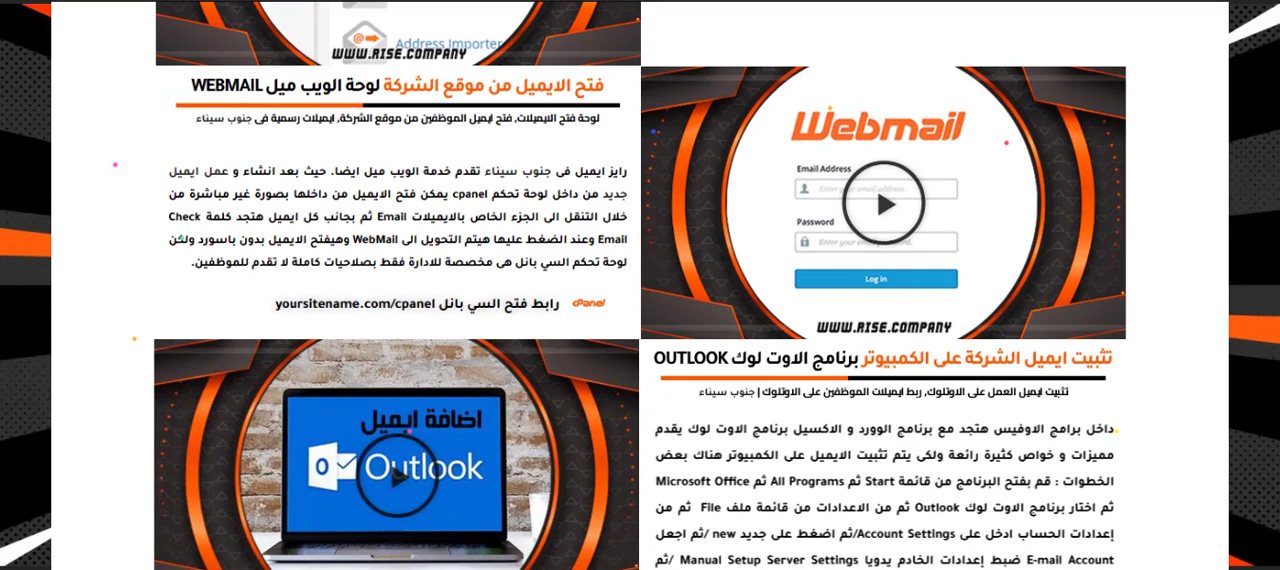 Address Importer
WWW.RISE.COMPANY
فتح الايميل من موقع الشركة لوحة الويب ميل WEBMAIL
لوحة فتح الايميلات, فتح ايميل الموظفين من موقع الشركة, ايميلات رسمية فى جنوب سيناء
رايز ايميل فى جنوب سيناء تقدم خدمة الويب ميل ايضا. حيث بعد انشاء و عمل ايميل
جديد من داخل لوحة تحكم cpanel يمكن فتح الايميل من داخلها بصورة غير مباشرة من
خلال التنقل الى الجزء الخاص بالايميلات Email ثم بجانب كل ايميل هتجد كلمة Check
Email وعند الضغط عليها هيتم التحويل الى WebMail وهيفتح الايميل بدون باسورد ولكن
لوحة تحكم السي بانل هى مخصصة للادارة فقط بصلاحيات كاملة لا تقدم للموظفين.
cPanel رابط فتح السي بانل yoursitename.com/cpanel
Webmail
Email Address
Enter your email address.
Password
Enter your email password.
Log in
WWW.RISE.COMPANY
تثبيت ايميل الشركة على الكمبيوتر برنامج الاوت لوك OUTLOOK
تثبيت ايميل العمل على الاوتلوك, ربط ايميلات الموظفين على الاوتلوك | جنوب سيناء
داخل برامج الاوفيس هتجد مع برنامج الوورد و الاكسيل برنامج الاوت لوك يقدم
مميزات و خواص كثيرة رائعة ولكى يتم تثبيت الايميل على الكمبيوتر هناك بعض
الخطوات : قم بفتح البرنامج من قائمة Start ثم All Programs ثم Microsoft Office
ثم اختار برنامج الاوت لوك Outlook ثم من الاعدادات من قائمة ملف File ثم من
إعدادات الحساب ادخل على Account Settings/ثم اضغط على جديد new /ثم اجعل
E-mail Account ضبط إعدادات الخادم يدويا Manual Setup Server Settings /ثم
اضافة ايميل
Outlook